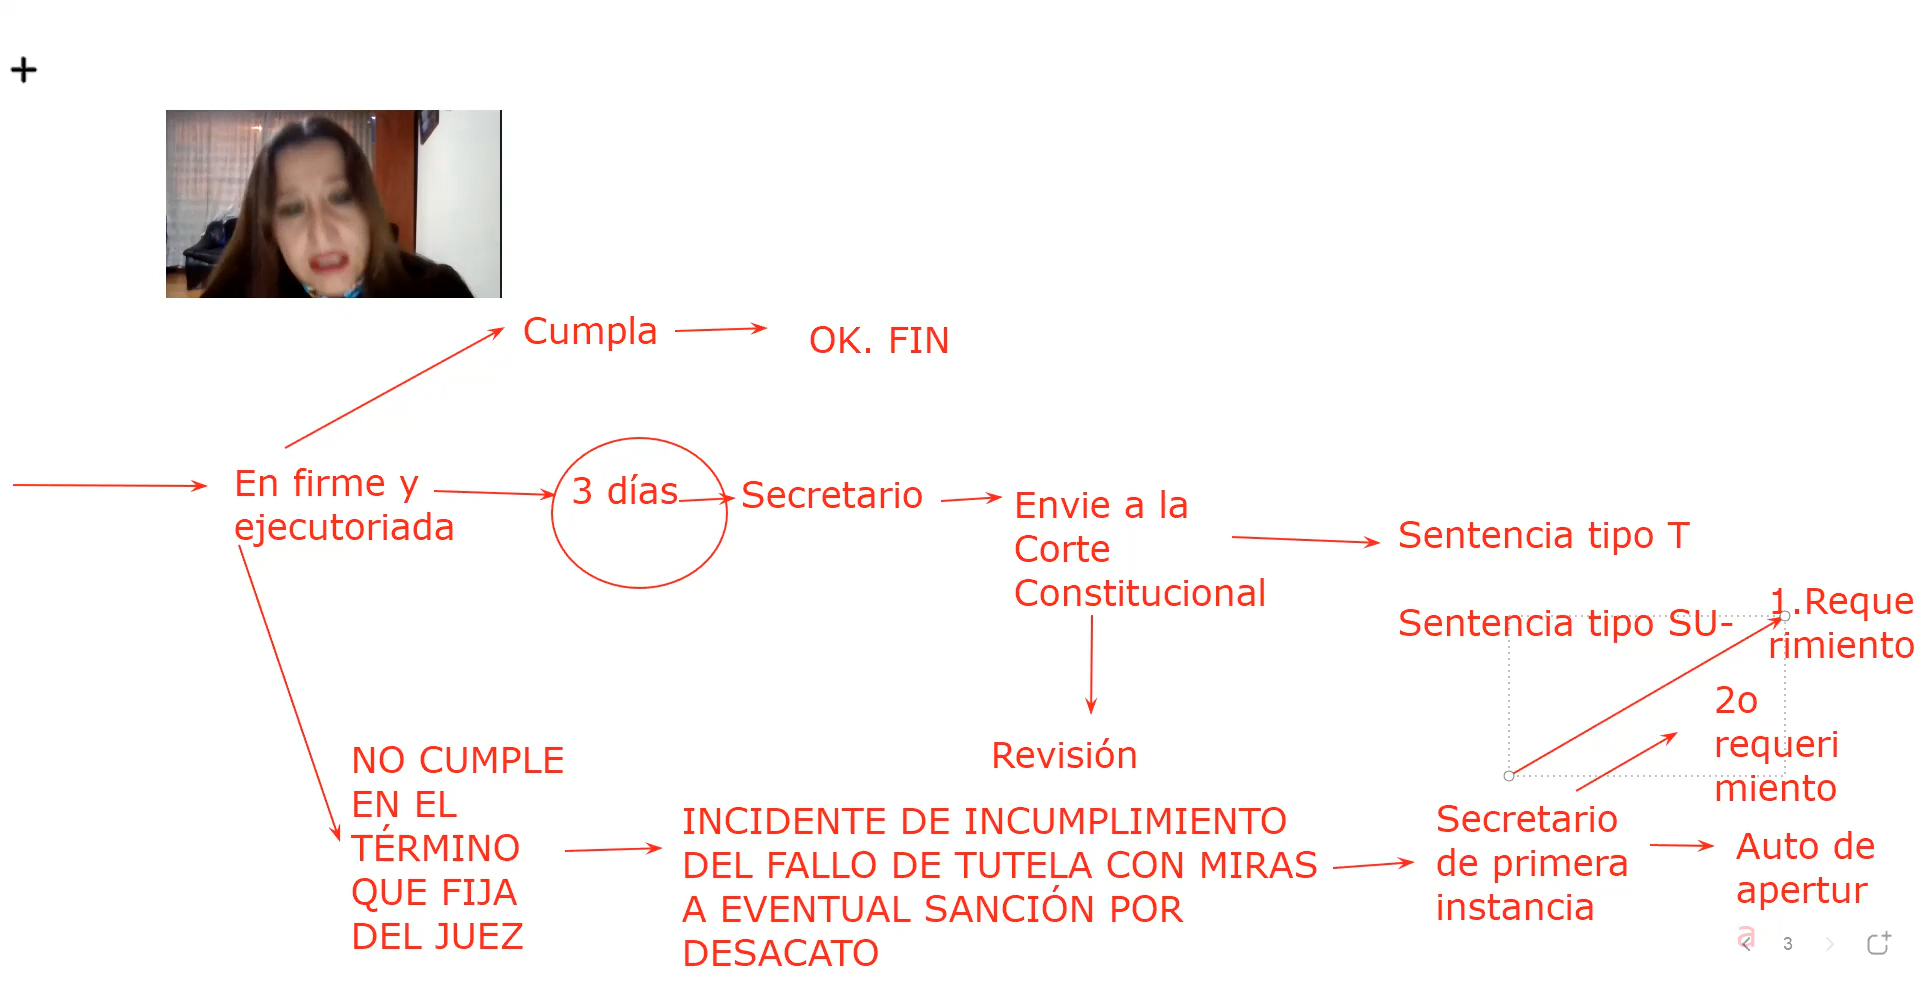 Cumpla
OK. FIN
En firme y
ejecutoriada
3 días
Secretario
Envie a la
Corte
Constitucional
Sentencia tipo T
Sentencia tipo SU-
1.Reque
rimiento
2o
requeri
miento
Revisión
NO CUMPLE
EN EL
TÉRMINO
QUE FIJA
DEL JUEZ
INCIDENTE DE INCUMPLIMIENTO
DEL FALLO DE TUTELA CON MIRAS
A EVENTUAL SANCIÓN POR
DESACATO
Secretario
de primera
instancia
Auto de
apertur
a
3